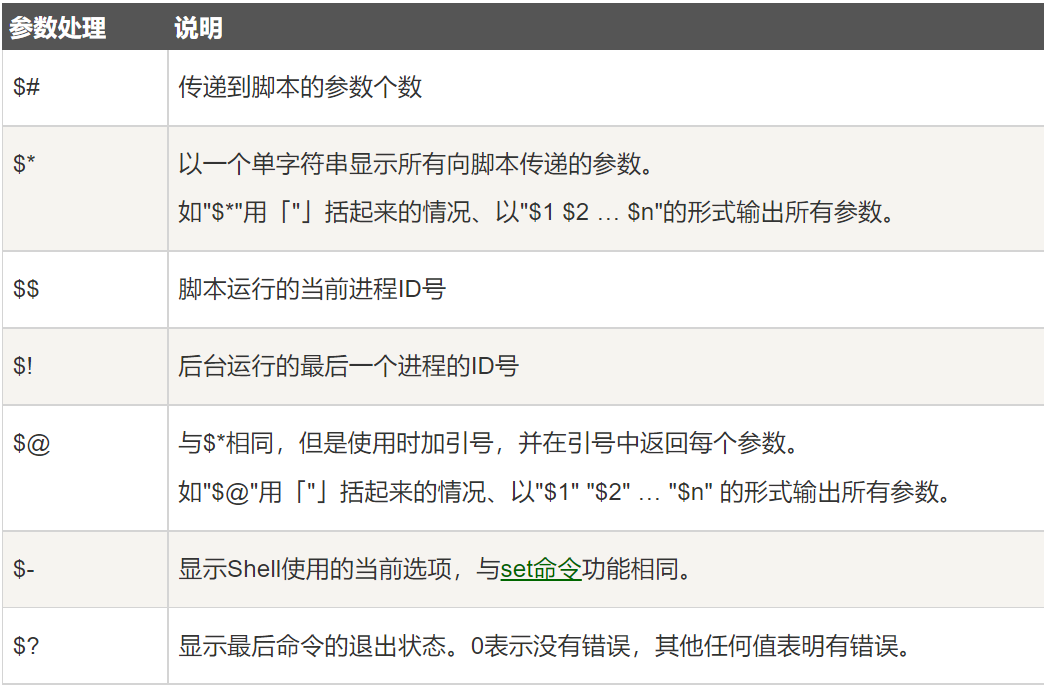 参数处理 说明
$# 传递到脚本的参数个数
$* 以一个单字符串显示所有向脚本传递的参数。
如"$*"用「"」括起来的情况、以"$1 $2 … $n"的形式输出所有参数。
$$ 脚本运行的当前进程ID号
$! 后台运行的最后一个进程的ID号
$@ 与$*相同，但是使用时加引号，并在引号中返回每个参数。
如"$@"用「"」括起来的情况、以"$1" "$2" … "$n" 的形式输出所有参数。
$- 显示Shell使用的当前选项，与set命令功能相同。
$? 显示最后命令的退出状态。0表示没有错误，其他任何值表明有错误。